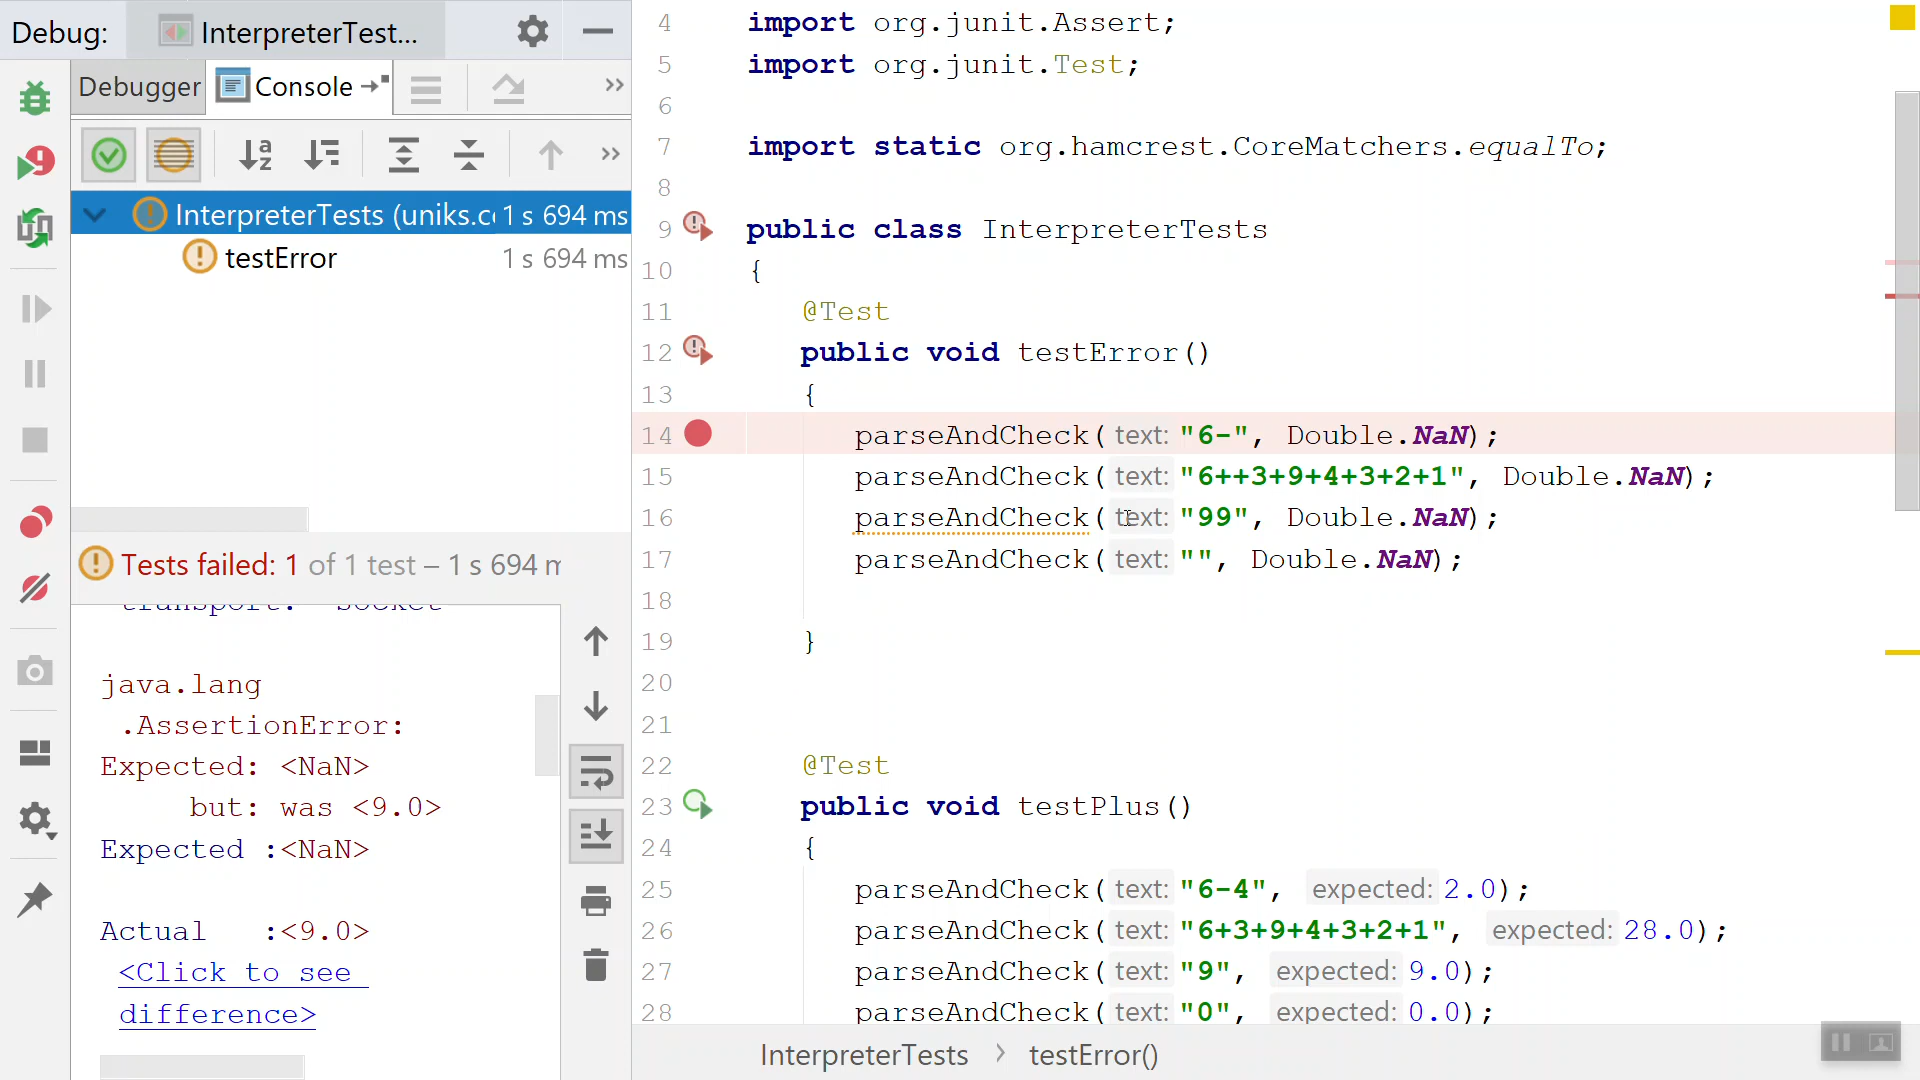 Debug:
InterpreterTest...
Debugger
Console
InterpreterTests (uniks.co 1 s 694 ms
testError 1 s 694 ms
Tests failed: 1 of 1 test – 1 s 694 m
transport: socket
java.lang
.AssertionError:
Expected: <NaN>
but: was <9.0>
Expected :<NaN>
Actual :<9.0>
<Click to see
difference>
4 import org.junit.Assert;
5 import org.junit.Test;
6
7 import static org.hamcrest.CoreMatchers.equalTo;
8
9 public class InterpreterTests
10 {
11 @Test
12 public void testError()
13 {
14 parseAndCheck( text: "6-", Double.NaN);
15 parseAndCheck( text: "6++3+9+4+3+2+1", Double.NaN);
16 parseAndCheck( text: "99", Double.NaN);
17 parseAndCheck( text: "", Double.NaN);
18
19 }
20
21
22 @Test
23 public void testPlus()
24 {
25 parseAndCheck( text: "6-4", expected: 2.0);
26 parseAndCheck( text: "6+3+9+4+3+2+1", expected: 28.0);
27 parseAndCheck( text: "9", expected: 9.0);
28 parseAndCheck( text: "0", expected: 0.0);
InterpreterTests > testError()